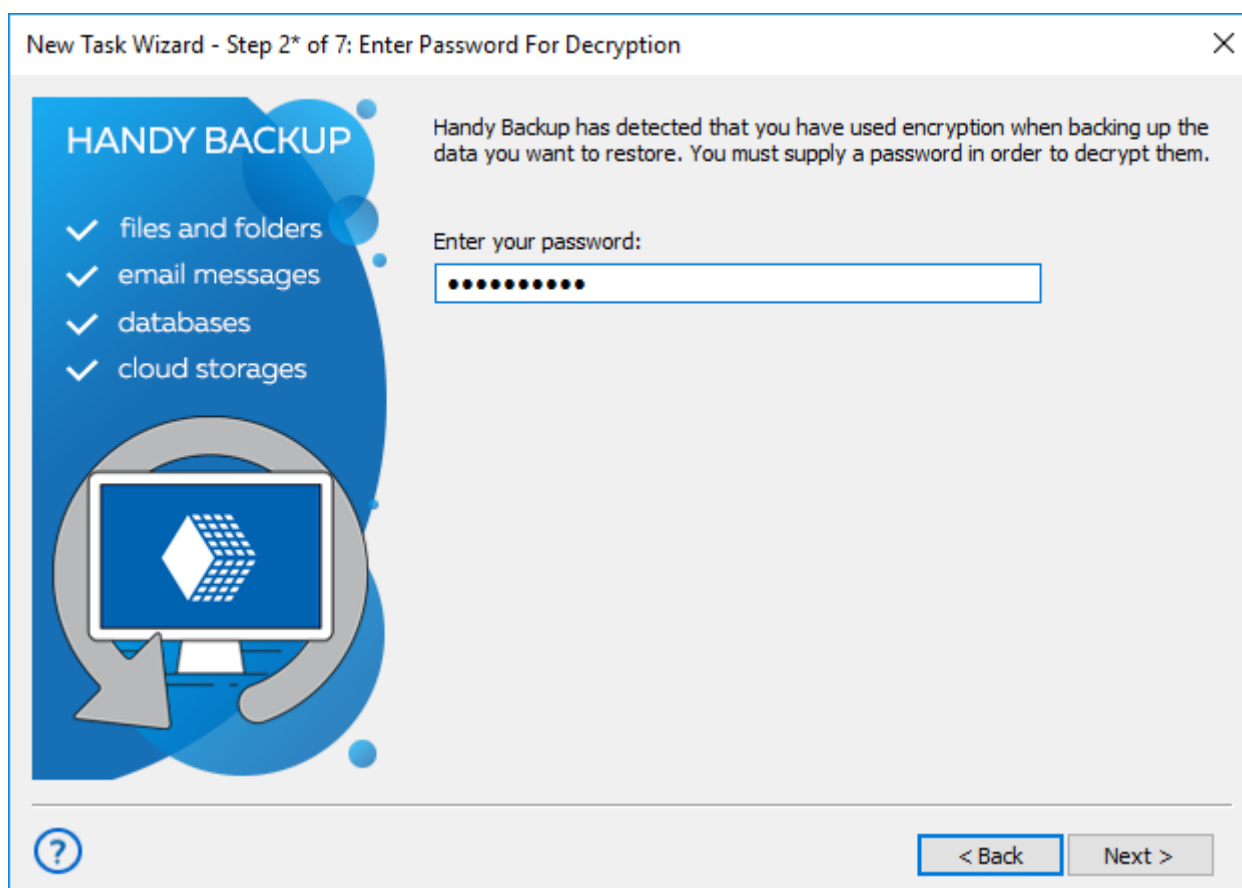 New Task Wizard - Step 2* of 7: Enter Password For Decryption
HANDY BACKUP
files and folders
email messages
databases
cloud storages
Handy Backup has detected that you have used encryption when backing up the
data you want to restore. You must supply a password in order to decrypt them.
Enter your password:
••••••••••
?
< Back
Next >